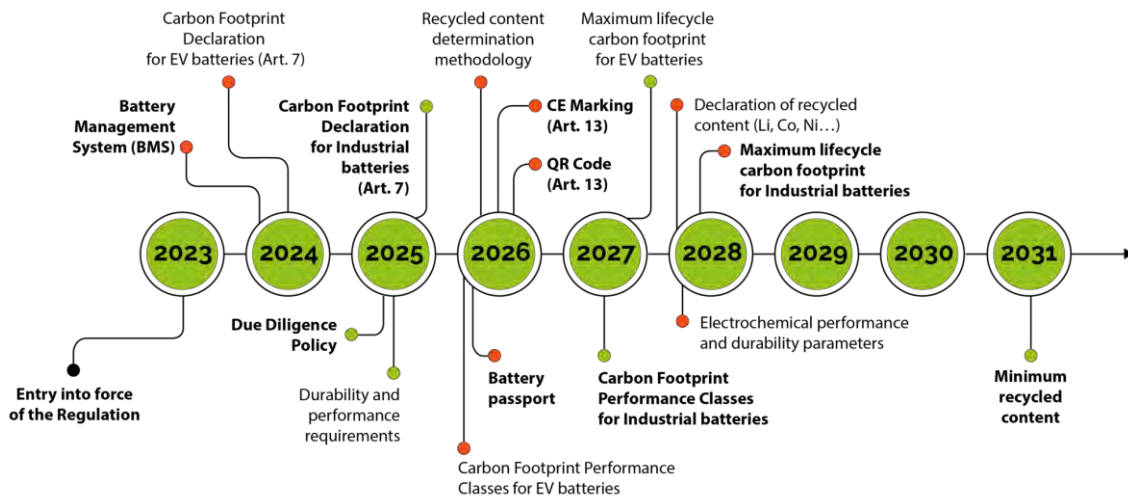 Carbon Footprint
Declaration
for EV batteries (Art. 7)
Battery
Management
System (BMS)
Carbon Footprint
Declaration
for Industrial
batteries
(Art. 7)
Recycled content
determination
methodology
CE Marking
(Art. 13)
QR Code
(Art. 13)
Maximum lifecycle
carbon footprint
for EV batteries
Declaration of recycled
content (Li, Co, Ni...)
Maximum lifecycle
carbon footprint
for Industrial batteries
2023
2024
2025
2026
2027
2028
2029
2030
2031
Entry into force
of the Regulation
Due Diligence
Policy
Durability and
performance
requirements
Battery
passport
Carbon Footprint Performance
Classes for EV batteries
Carbon Footprint
Performance Classes
for Industrial batteries
Electrochemical performance
and durability parameters
Minimum
recycled
content